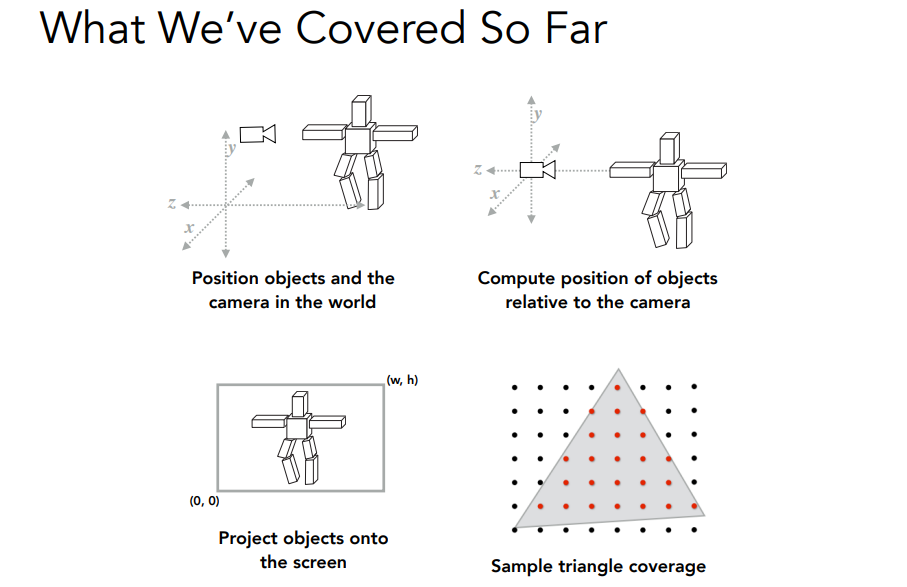 What We've Covered So Far
y
z
x
Position objects and the
camera in the world
y
z
x
Compute position of objects
relative to the camera
(w, h)
(0, 0)
Project objects onto
the screen
Sample triangle coverage